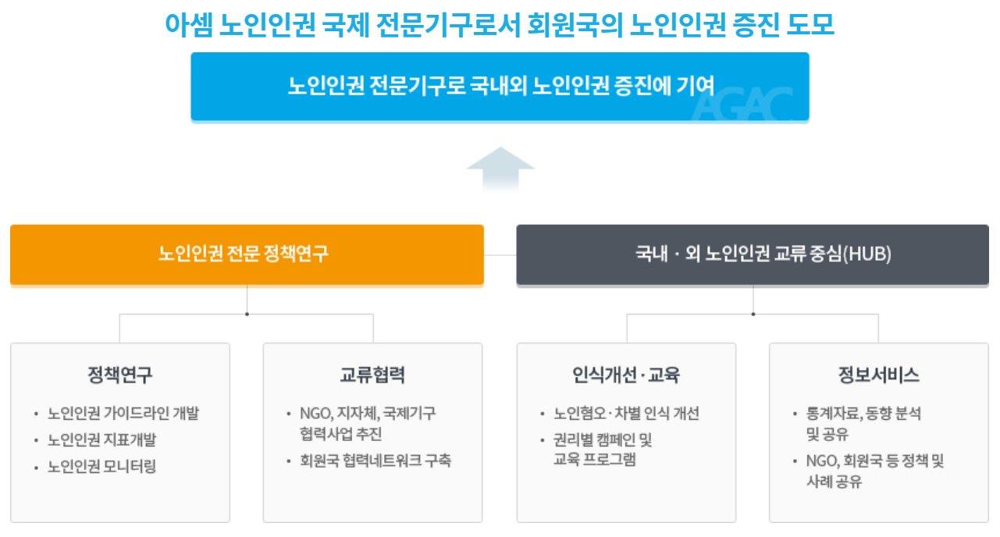 아셈 노인인권 국제 전문기구로서 회원국의 노인인권 증진 도모
노인인권 전문기구로 국내외 노인인권 증진에 기여
AGAC
노인인권 전문 정책연구
국내 · 외 노인인권 교류 중심(HUB)
정책연구
• 노인인권 가이드라인 개발
• 노인인권 지표개발
• 노인인권 모니터링
교류협력
• NGO, 지자체, 국제기구
협력사업 추진
• 회원국 협력네트워크 구축
인식개선·교육
• 노인혐오·차별 인식 개선
• 권리별 캠페인 및
교육 프로그램
정보서비스
• 통계자료, 동향 분석
및 공유
• NGO, 회원국 등 정책 및
사례 공유